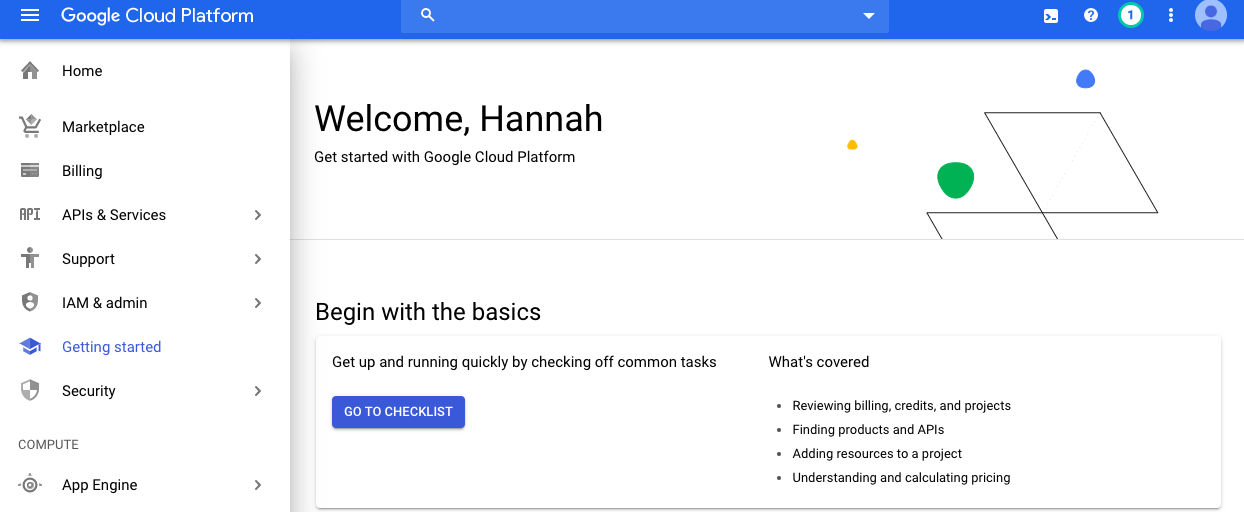 Google Cloud Platform
1
Home
Marketplace
Billing
API APIs & Services
Support
IAM & admin
Getting started
Security
COMPUTE
App Engine
Welcome, Hannah
Get started with Google Cloud Platform
Begin with the basics
Get up and running quickly by checking off common tasks
GO TO CHECKLIST
What's covered
Reviewing billing, credits, and projects
Finding products and APIs
Adding resources to a project
Understanding and calculating pricing